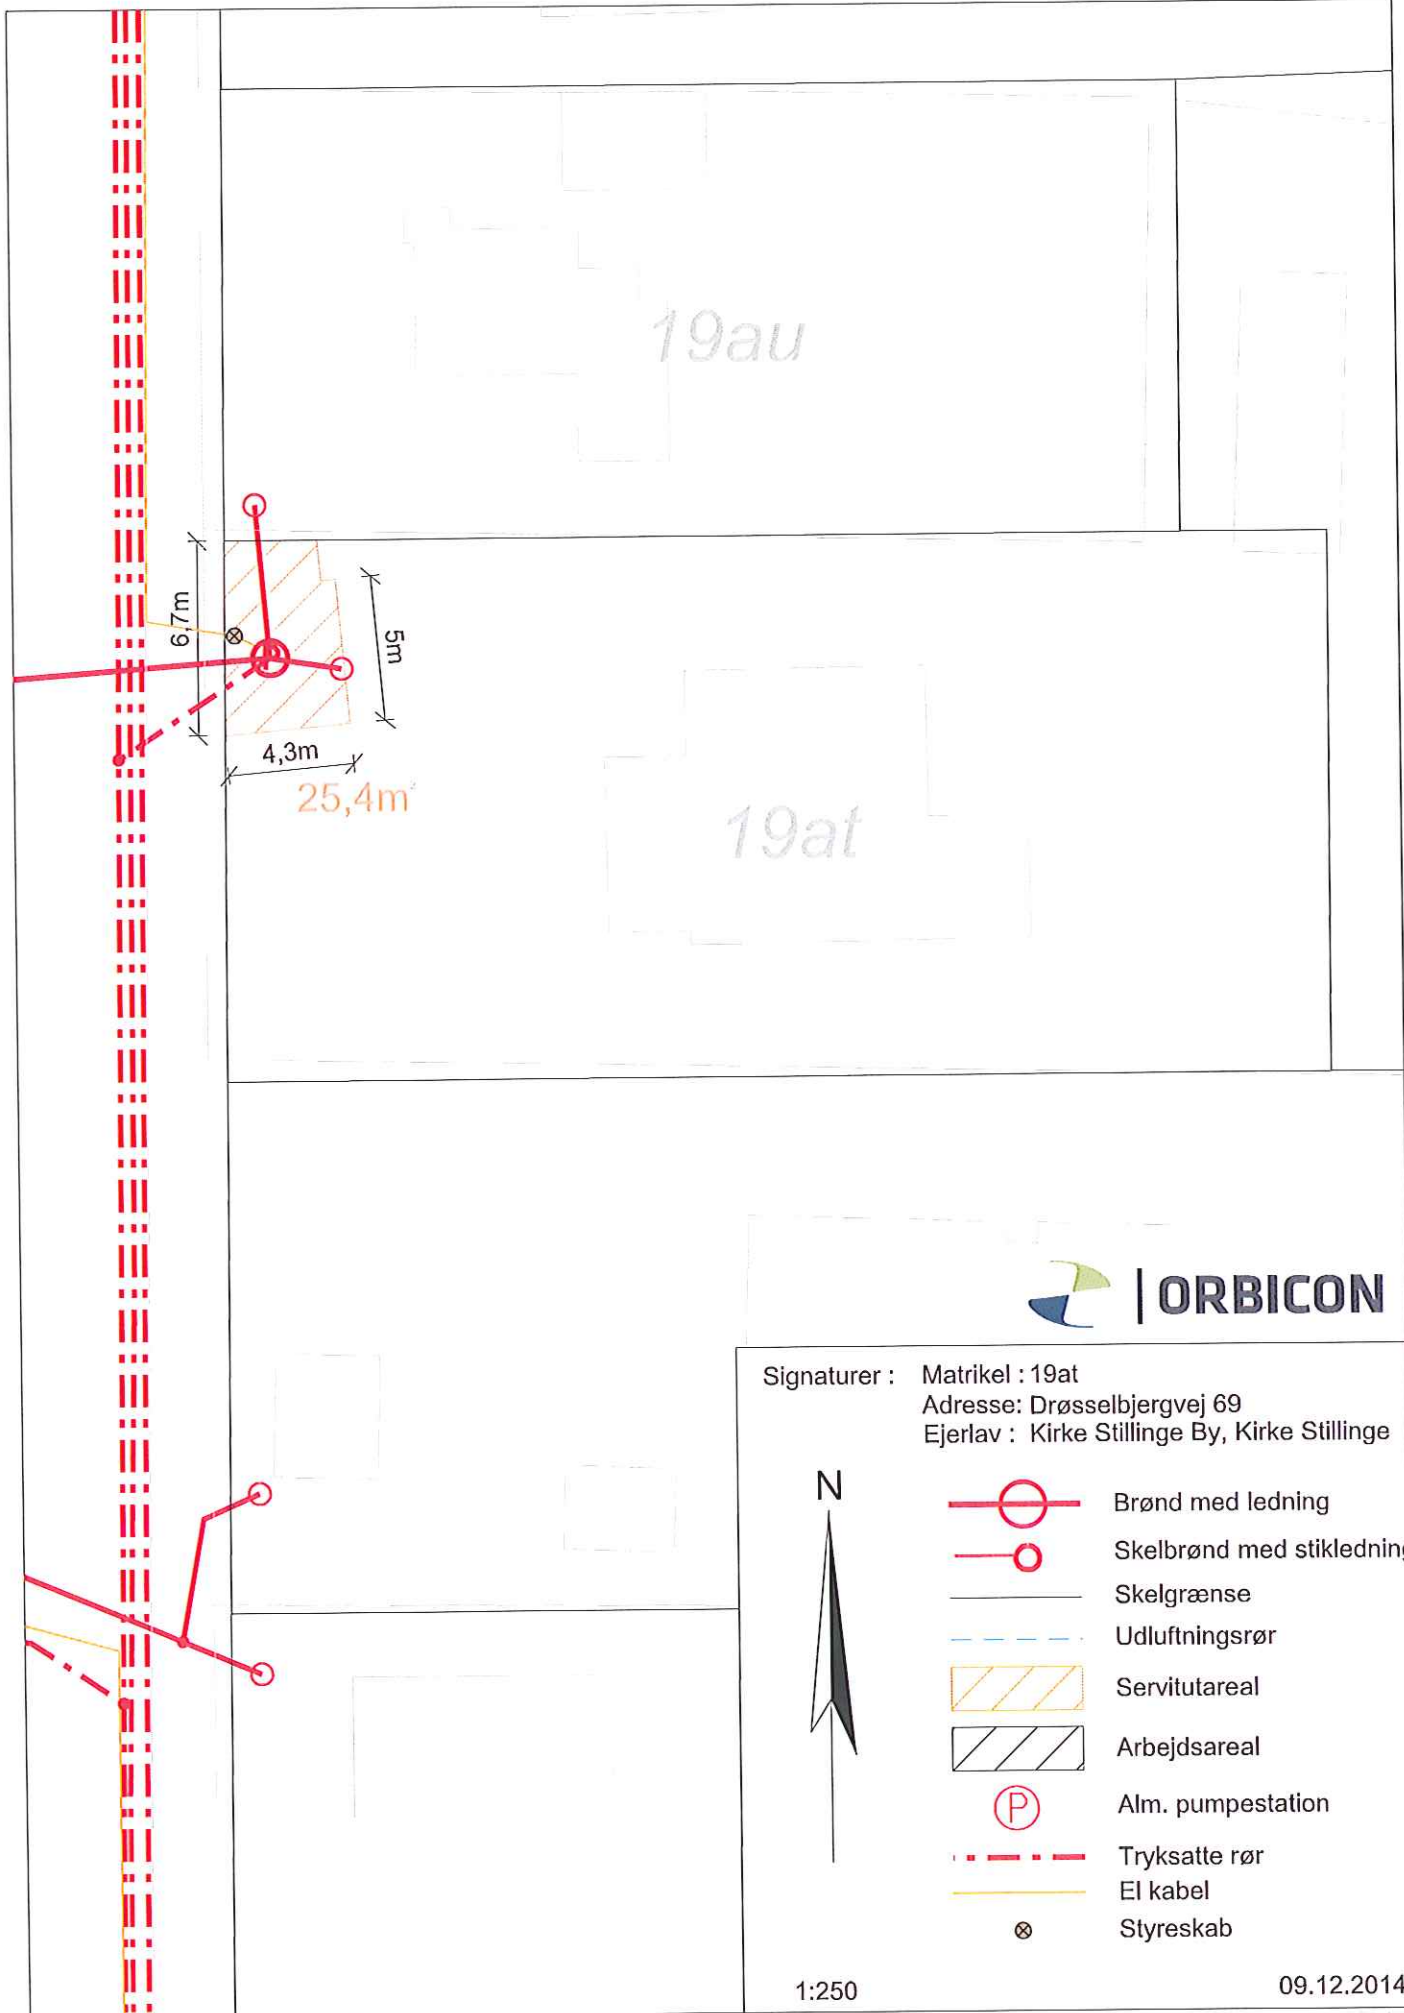 19au
6,7m
5m
4,3m
25,4m²
19at
| ORBICON
Signaturer : Matrikel : 19at
Adresse: Drøsselbjergvej 69
Ejerlav : Kirke Stillinge By, Kirke Stillinge
N
Brønd med ledning
Skelbrønd med stikledning
Skelgrænse
Udluftningsrør
Servitutareal
Arbejdsareal
P Alm. pumpestation
Tryksatte rør
El kabel
Styreskab
1:250 09.12.2014